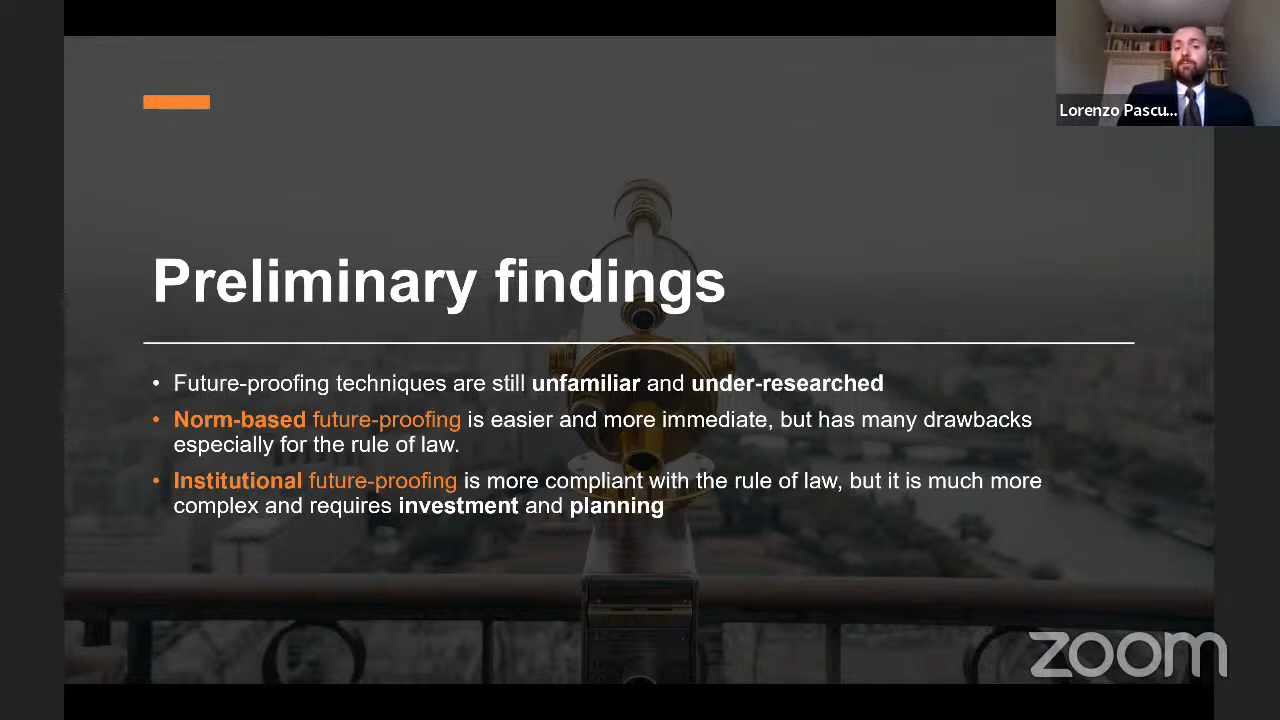 Lorenzo Pascu...
Preliminary findings
• Future-proofing techniques are still unfamiliar and under-researched
• Norm-based future-proofing is easier and more immediate, but has many drawbacks
especially for the rule of law.
• Institutional future-proofing is more compliant with the rule of law, but it is much more
complex and requires investment and planning
zoom